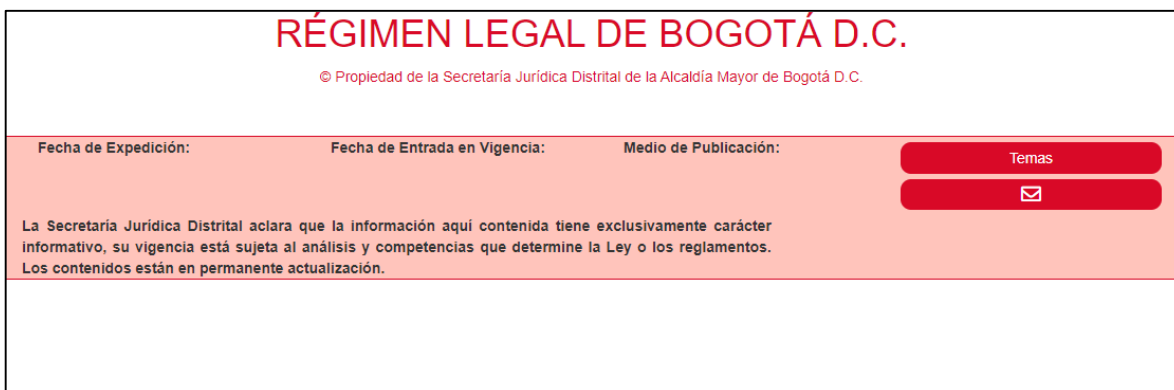 RÉGIMEN LEGAL DE BOGOTÁ D.C.
© Propiedad de la Secretaría Jurídica Distrital de la Alcaldía Mayor de Bogotá D.C.
Fecha de Expedición: Fecha de Entrada en Vigencia: Medio de Publicación:
Temas
La Secretaría Jurídica Distrital aclara que la información aquí contenida tiene exclusivamente carácter
informativo, su vigencia está sujeta al análisis y competencias que determine la Ley o los reglamentos.
Los contenidos están en permanente actualización.